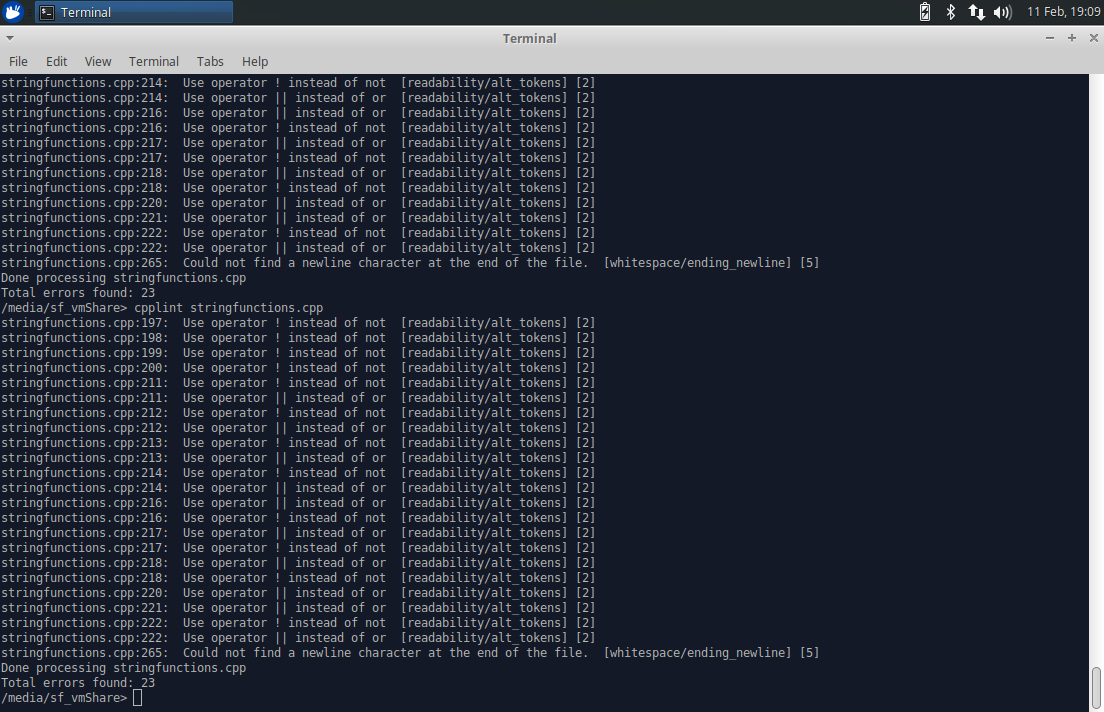 Terminal
11 Feb, 19:09
Terminal
File Edit View Terminal Tabs Help
stringfunctions.cpp:214:  Use operator ! instead of not  [readability/alt_tokens] [2]
stringfunctions.cpp:214:  Use operator || instead of or  [readability/alt_tokens] [2]
stringfunctions.cpp:216:  Use operator || instead of or  [readability/alt_tokens] [2]
stringfunctions.cpp:216:  Use operator ! instead of not  [readability/alt_tokens] [2]
stringfunctions.cpp:217:  Use operator || instead of or  [readability/alt_tokens] [2]
stringfunctions.cpp:217:  Use operator ! instead of not  [readability/alt_tokens] [2]
stringfunctions.cpp:218:  Use operator || instead of or  [readability/alt_tokens] [2]
stringfunctions.cpp:218:  Use operator ! instead of not  [readability/alt_tokens] [2]
stringfunctions.cpp:220:  Use operator || instead of or  [readability/alt_tokens] [2]
stringfunctions.cpp:221:  Use operator || instead of or  [readability/alt_tokens] [2]
stringfunctions.cpp:222:  Use operator ! instead of not  [readability/alt_tokens] [2]
stringfunctions.cpp:222:  Use operator || instead of or  [readability/alt_tokens] [2]
stringfunctions.cpp:265:  Could not find a newline character at the end of the file.  [whitespace/ending_newline] [5]
Done processing stringfunctions.cpp
Total errors found: 23
/media/sf_vmShare> cpplint stringfunctions.cpp
stringfunctions.cpp:197:  Use operator ! instead of not  [readability/alt_tokens] [2]
stringfunctions.cpp:198:  Use operator ! instead of not  [readability/alt_tokens] [2]
stringfunctions.cpp:199:  Use operator ! instead of not  [readability/alt_tokens] [2]
stringfunctions.cpp:200:  Use operator ! instead of not  [readability/alt_tokens] [2]
stringfunctions.cpp:211:  Use operator ! instead of not  [readability/alt_tokens] [2]
stringfunctions.cpp:211:  Use operator || instead of or  [readability/alt_tokens] [2]
stringfunctions.cpp:212:  Use operator ! instead of not  [readability/alt_tokens] [2]
stringfunctions.cpp:212:  Use operator || instead of or  [readability/alt_tokens] [2]
stringfunctions.cpp:213:  Use operator ! instead of not  [readability/alt_tokens] [2]
stringfunctions.cpp:213:  Use operator || instead of or  [readability/alt_tokens] [2]
stringfunctions.cpp:214:  Use operator ! instead of not  [readability/alt_tokens] [2]
stringfunctions.cpp:214:  Use operator || instead of or  [readability/alt_tokens] [2]
stringfunctions.cpp:216:  Use operator || instead of or  [readability/alt_tokens] [2]
stringfunctions.cpp:216:  Use operator ! instead of not  [readability/alt_tokens] [2]
stringfunctions.cpp:217:  Use operator || instead of or  [readability/alt_tokens] [2]
stringfunctions.cpp:217:  Use operator ! instead of not  [readability/alt_tokens] [2]
stringfunctions.cpp:218:  Use operator || instead of or  [readability/alt_tokens] [2]
stringfunctions.cpp:218:  Use operator ! instead of not  [readability/alt_tokens] [2]
stringfunctions.cpp:220:  Use operator || instead of or  [readability/alt_tokens] [2]
stringfunctions.cpp:221:  Use operator || instead of or  [readability/alt_tokens] [2]
stringfunctions.cpp:222:  Use operator ! instead of not  [readability/alt_tokens] [2]
stringfunctions.cpp:222:  Use operator || instead of or  [readability/alt_tokens] [2]
stringfunctions.cpp:265:  Could not find a newline character at the end of the file.  [whitespace/ending_newline] [5]
Done processing stringfunctions.cpp
Total errors found: 23
/media/sf_vmShare>